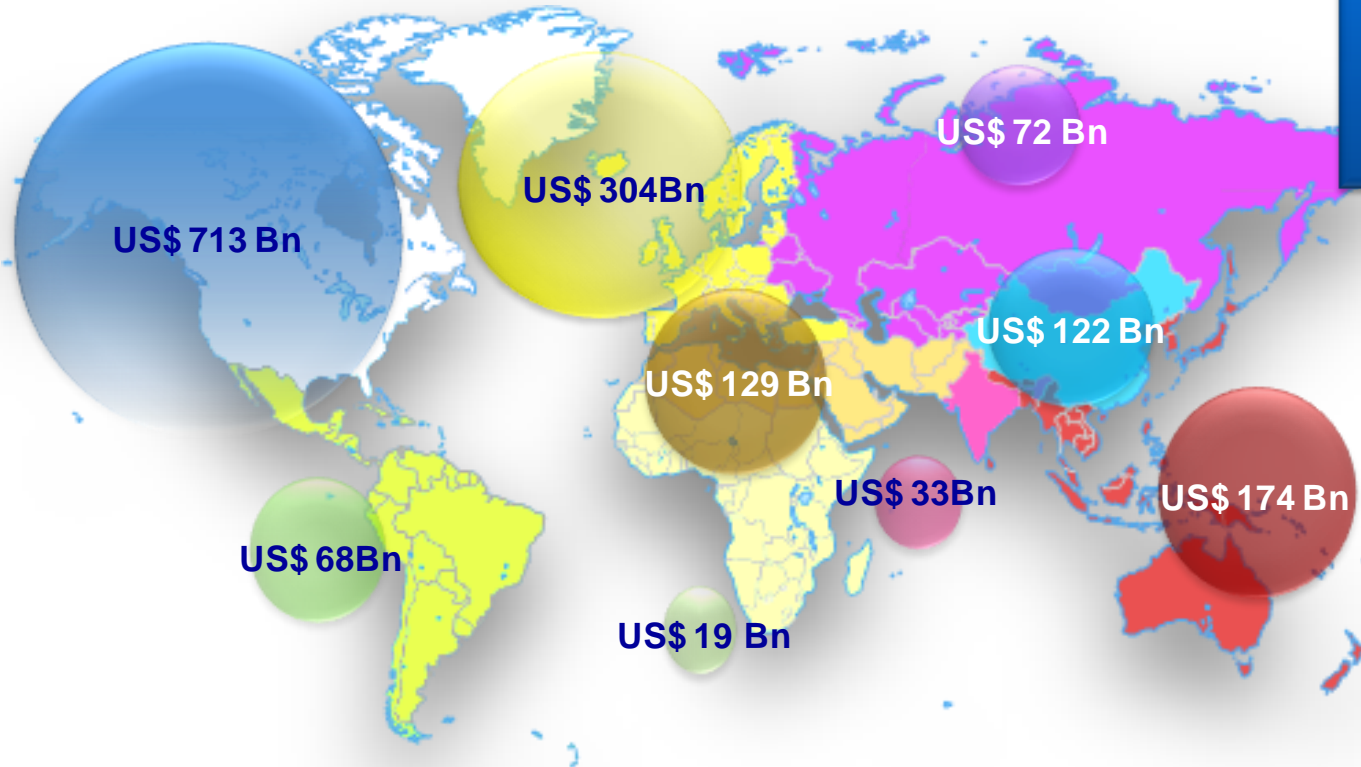 US$ 72 Bn
US$ 304Bn
US$ 713 Bn
US$ 122 Bn
US$ 129 Bn
US$ 33Bn
US$ 174 Bn
US$ 68Bn
US$ 19 Bn